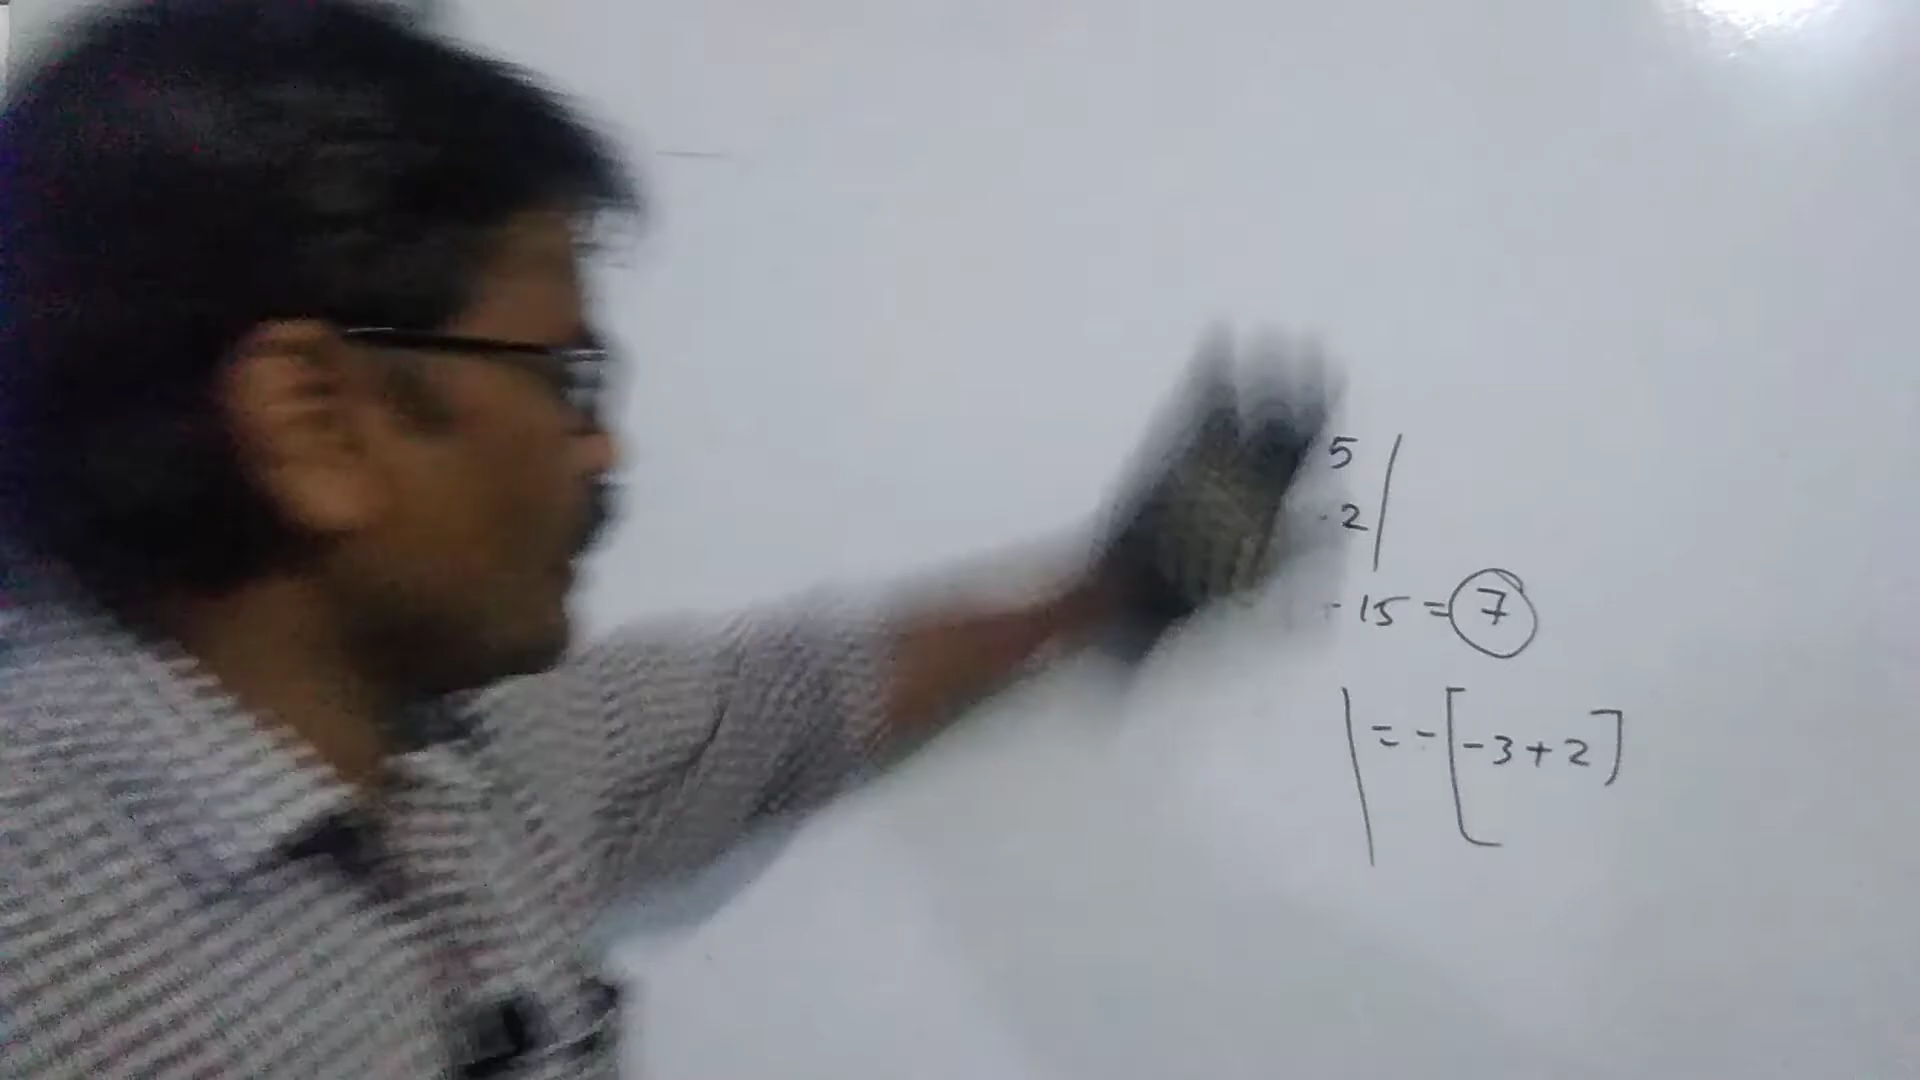 5 |
-2 |
- 15 = 7
| = - [-3 + 2]